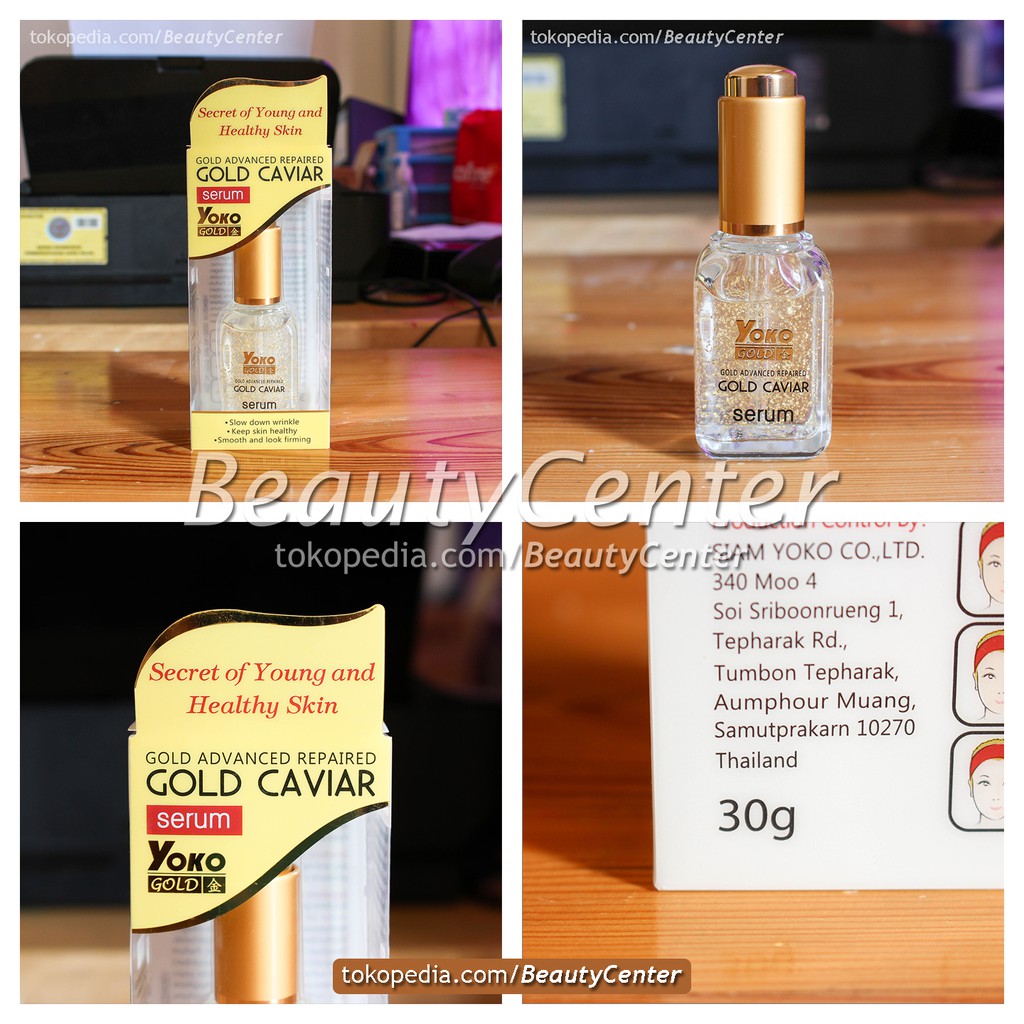 tokopedia.com/BeautyCenter
Secret of Young and
Healthy Skin
GOLD ADVANCED REPAIRED
GOLD CAVIAR
serum
YOKO
GOLD 金
YOKO
GOLD 金
GOLD ADVANCED REPAIRED
GOLD CAVIAR
serum
•Slow down wrinkle
•Keep skin healthy
•Smooth and look firming
tokopedia.com/BeautyCenter
YOKO
GOLD 金
GOLD ADVANCED REPAIRED
GOLD CAVIAR
serum
BeautyCenter
tokopedia.com/BeautyCenter
Secret of Young and
Healthy Skin
GOLD ADVANCED REPAIRED
GOLD CAVIAR
serum
YOKO
GOLD 金
Production Control by:
SIAM YOKO CO.,LTD.
340 Moo 4
Soi Sriboonrueng 1,
Tepharak Rd.,
Tumbon Tepharak,
Aumphour Muang,
Samutprakarn 10270
Thailand
30g
tokopedia.com/BeautyCenter